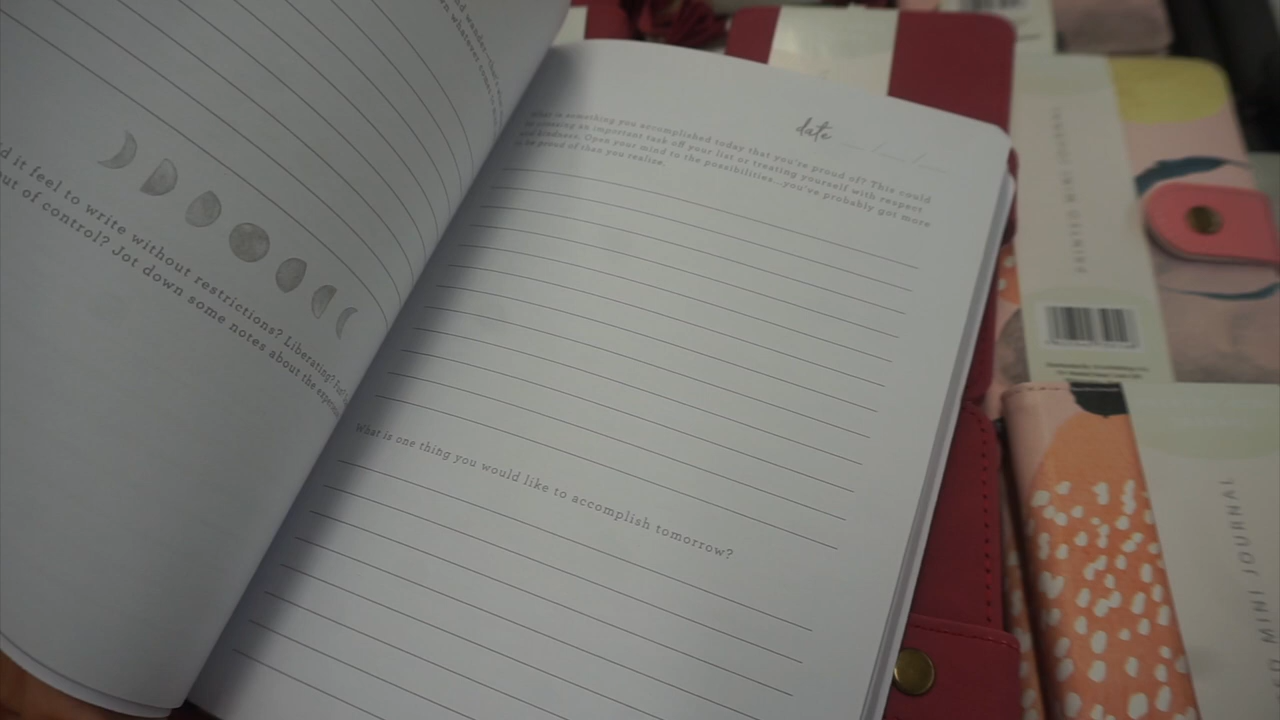 d it feel to write without restrictions? Liberating?
out of control? Jot down some notes about the
date
What is something you accomplished today that you're proud of? This could
an important task off your list or treating yourself with respect
and kindness. Open your mind to the possibilities...you've probably got more
to be proud of than you realize.
What is one thing you would like to accomplish tomorrow?
MINI JOURNAL